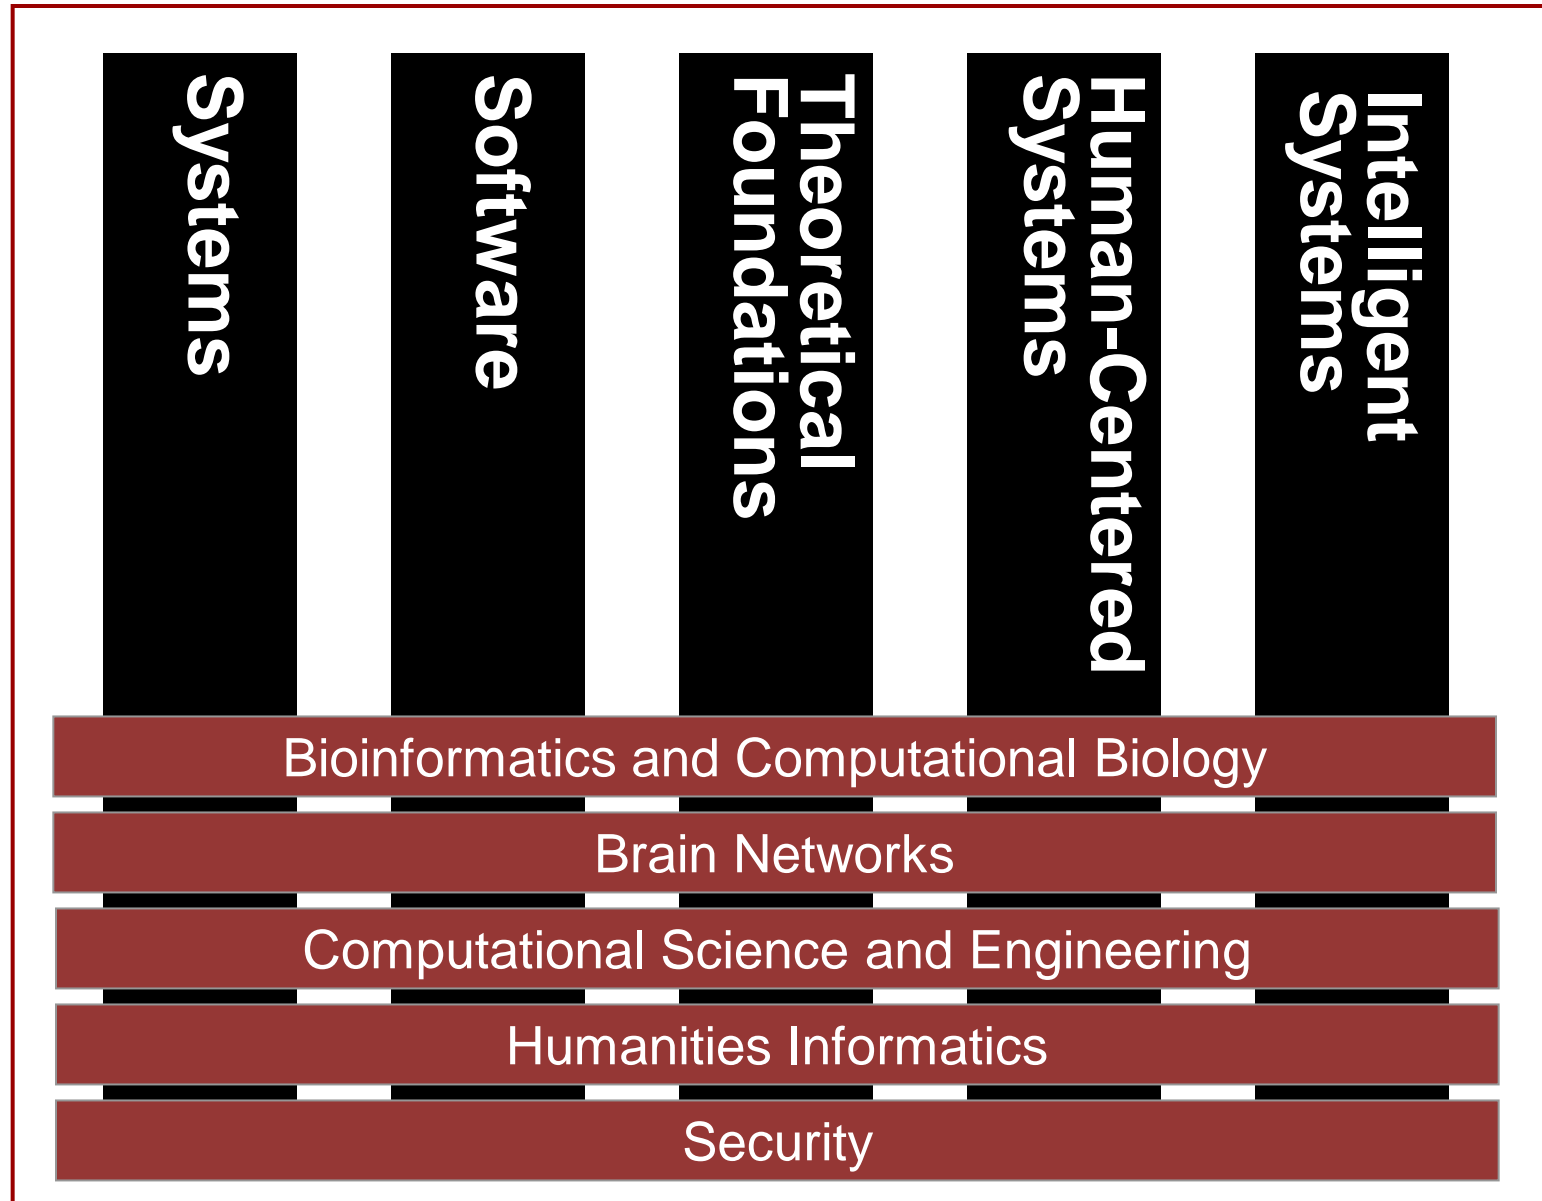 Systems
Software
Theoretical
Foundations
Human-Centered
Systems
Intelligent
Systems
Bioinformatics and Computational Biology
Brain Networks
Computational Science and Engineering
Humanities Informatics
Security